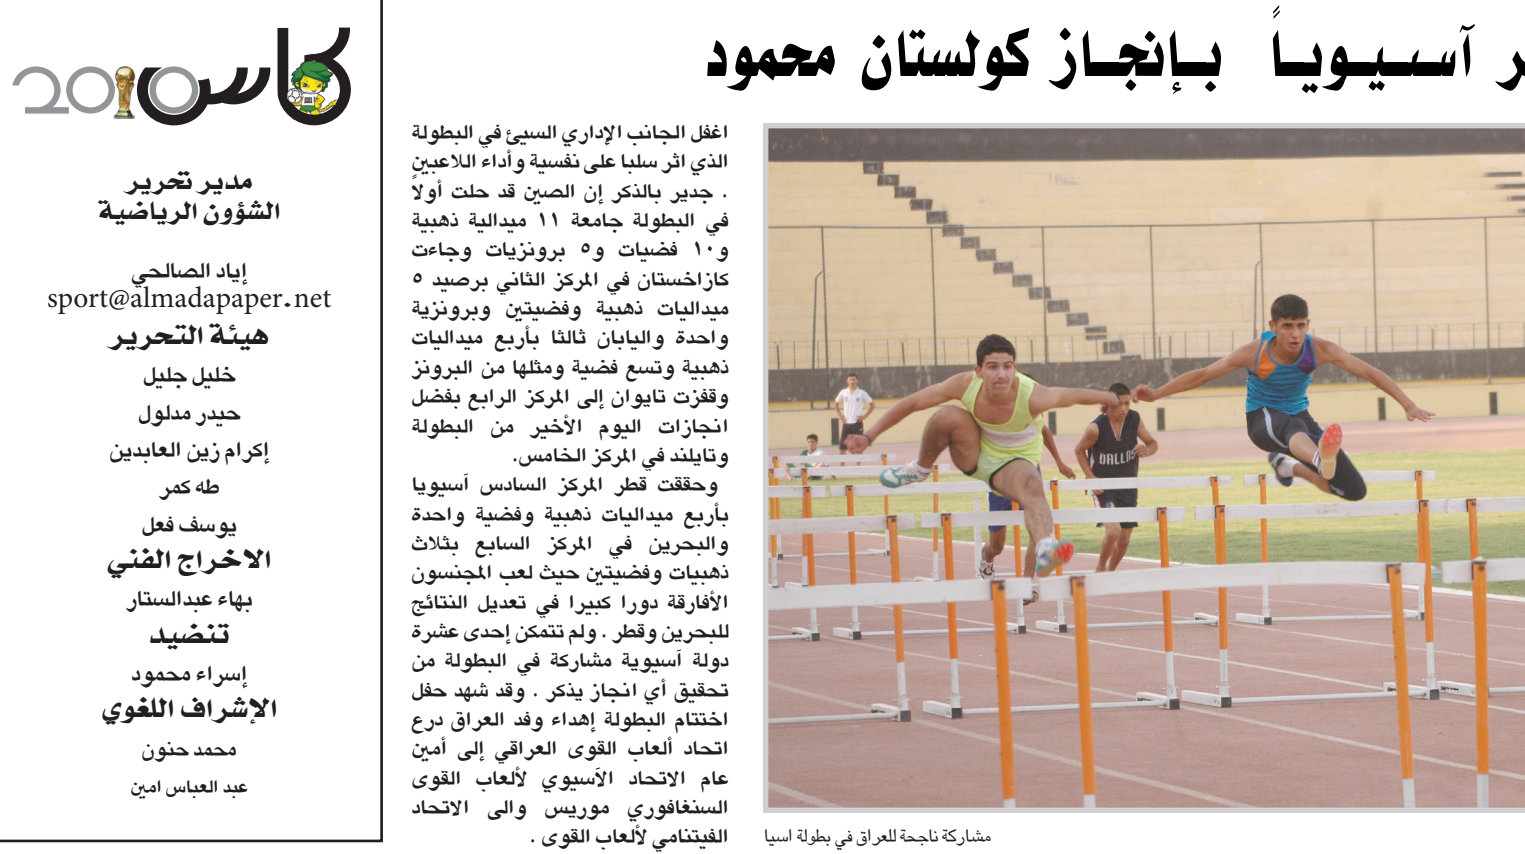 ر آسيوياً بإنجاز كولستان محمود
اغفل الجانب الإداري السيئ في البطولة
الذي اثر سلبا على نفسية وأداء اللاعبين
. جدير بالذكر إن الصين قد حلت أولاً
في البطولة جامعة ١١ ميدالية ذهبية
و١٠ فضيات و٥ برونزيات وجاءت
كازاخستان في المركز الثاني برصيد ٥
ميداليات ذهبية وفضيتين وبرونزية
واحدة واليابان ثالثا بأربع ميداليات
ذهبية وتسع فضية ومثلها من البرونز
وقفزت تايوان إلى المركز الرابع بفضل
انجازات اليوم الأخير من البطولة
وتايلند في المركز الخامس.
وحققت قطر المركز السادس آسيويا
بأربع ميداليات ذهبية وفضية واحدة
والبحرين في المركز السابع بثلاث
ذهبيات وفضيتين حيث لعب المجنسون
الأفارقة دورا كبيرا في تعديل النتائج
للبحرين وقطر . ولم تتمكن إحدى عشرة
دولة آسيوية مشاركة في البطولة من
تحقيق أي انجاز يذكر . وقد شهد حفل
اختتام البطولة إهداء وفد العراق درع
اتحاد ألعاب القوى العراقي إلى أمين
عام الاتحاد الآسيوي لألعاب القوى
السنغافوري موريس والى الاتحاد
الفيتنامي لألعاب القوى .
DALLAS
مشاركة ناجحة للعراق في بطولة اسيا
كاس 2010
مدير تحرير
الشؤون الرياضية
إياد الصالحي
sport@almadapaper.net
هيئة التحرير
خليل جليل
حيدر مدلول
إكرام زين العابدين
طه كمر
يوسف فعل
الاخراج الفني
بهاء عبدالستار
تنضيد
إسراء محمود
الإشراف اللغوي
محمد حنون
عبد العباس امين